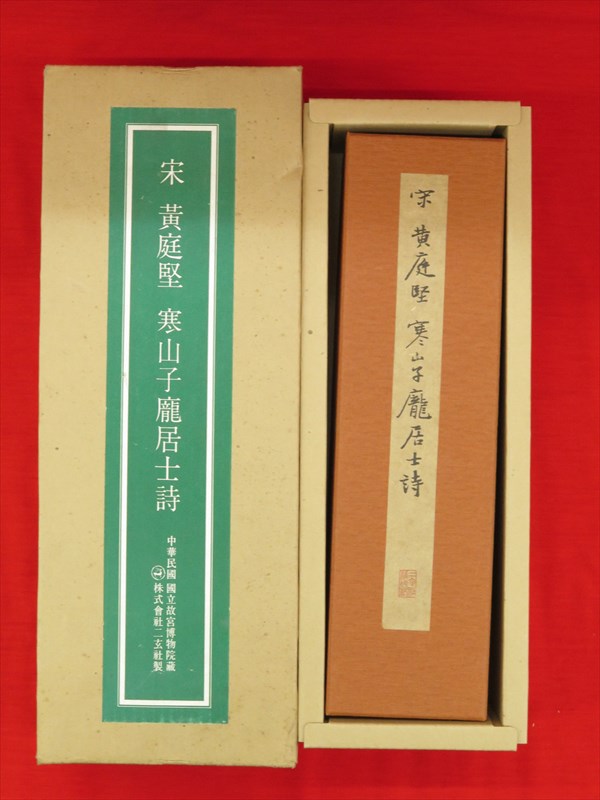 宋 黃庭堅 寒山子龐居士詩
中華民國 國立故宮博物院藏
株式會社二玄社製
宋 黃庭堅 寒山子龐居士詩